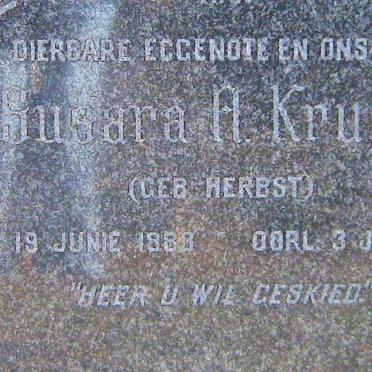 DIERBARE EGGENOTE EN ONS
Susara A. Kru
(GEB. HERBST)
19 JUNIE 1868 OORL. 3 J
"HEER U WIL GESKIED."